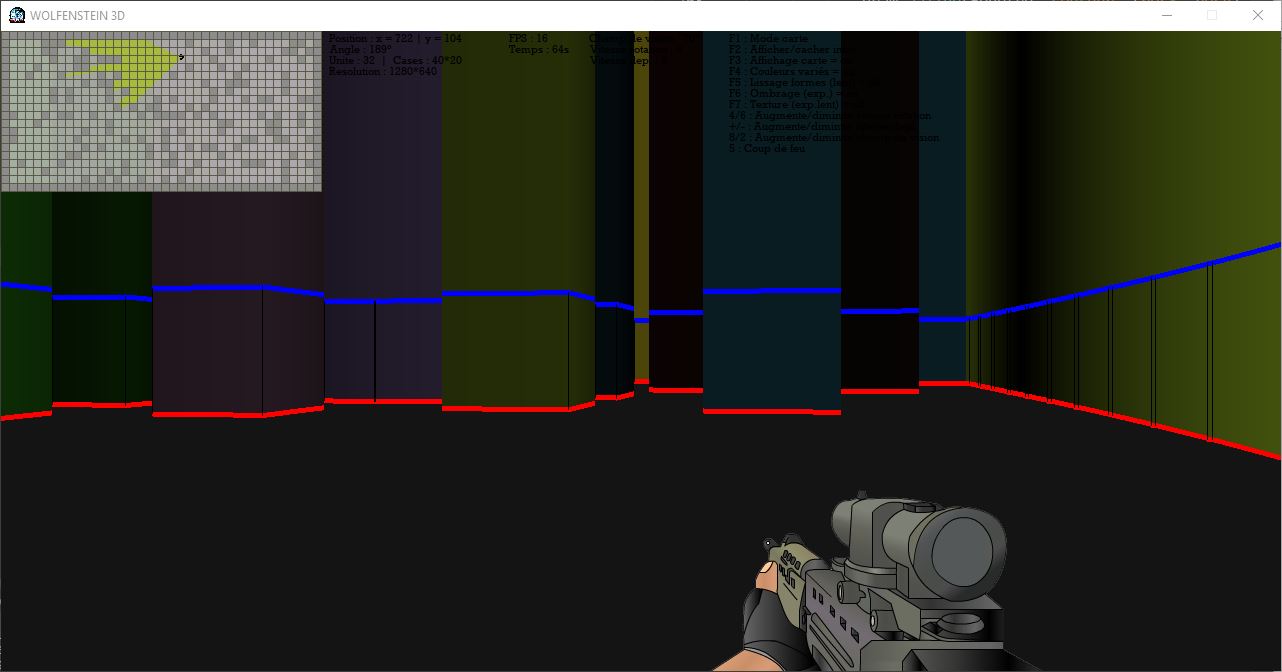 WOLFENSTEIN 3D
Position : x = 722 | y = 104
Angle : 189°
Unite : 32 | Cases : 40*20
Resolution : 1280*640
FPS : 16
Temps : 64s
F1 : Mode carte
F2 : Afficher/cacher
F3 : Affichage carte =
F4 : Couleurs variés =
F5 : Lissage formes
F6 : Ombrage (exp.) =
F7 : Texture (exp.lent)
4/6 : Augmente/diminue
+/- : Augmente/diminue
8/2 : Augmente/diminue
5 : Coup de feu